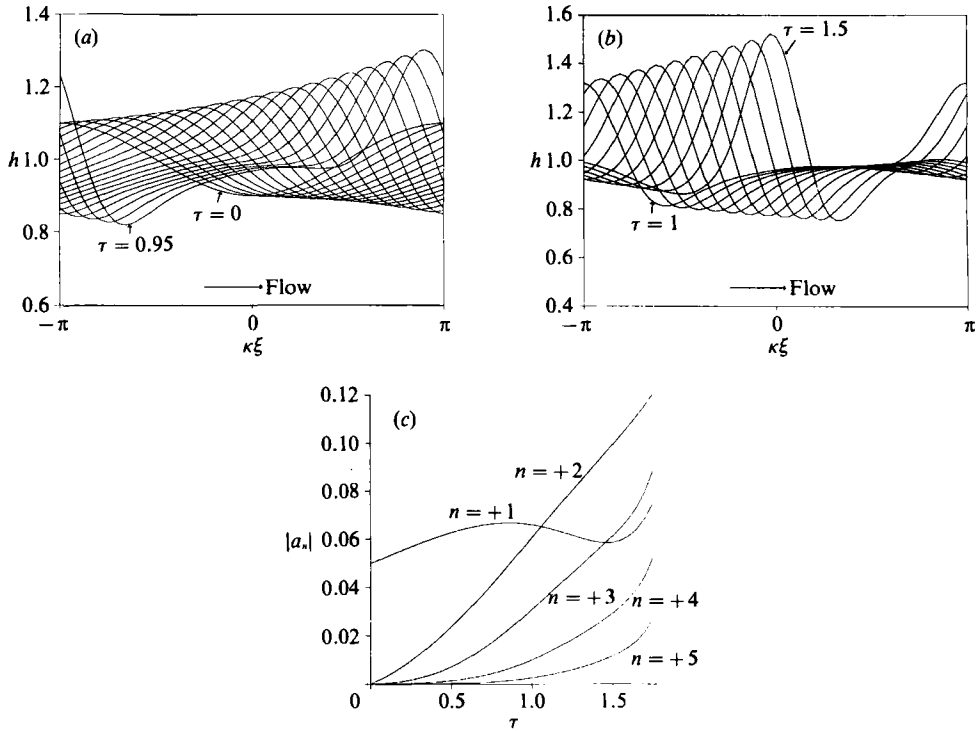 (a)
1.4
1.2
h 1.0
0.8
0.6
τ = 0
τ = 0.95
Flow
−π 0 π
κξ
(b)
1.6
1.4
1.2
h 1.0
0.8
0.6
0.4
τ = 1.5
τ = 1
Flow
−π 0 π
κξ
(c)
0.12
0.10
0.08
|aₙ| 0.06
0.04
0.02
0 0.5 1.0 1.5
τ
n = +2
n = +1
n = +3
n = +4
n = +5